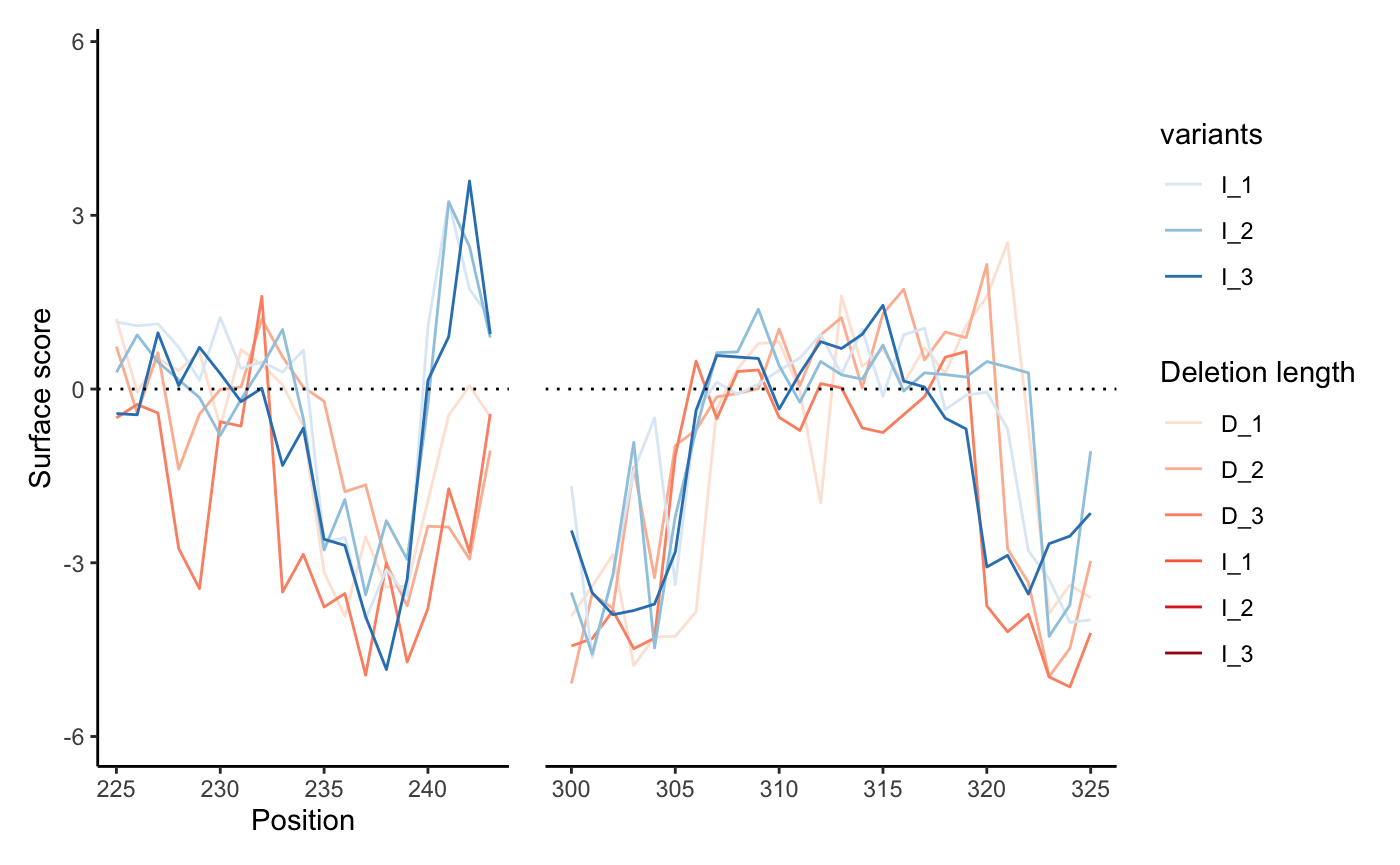 6
3
0
-3
-6
Surface score
225 230 235 240
300 305 310 315 320 325
Position
variants
I_1
I_2
I_3
Deletion length
D_1
D_2
D_3
I_1
I_2
I_3